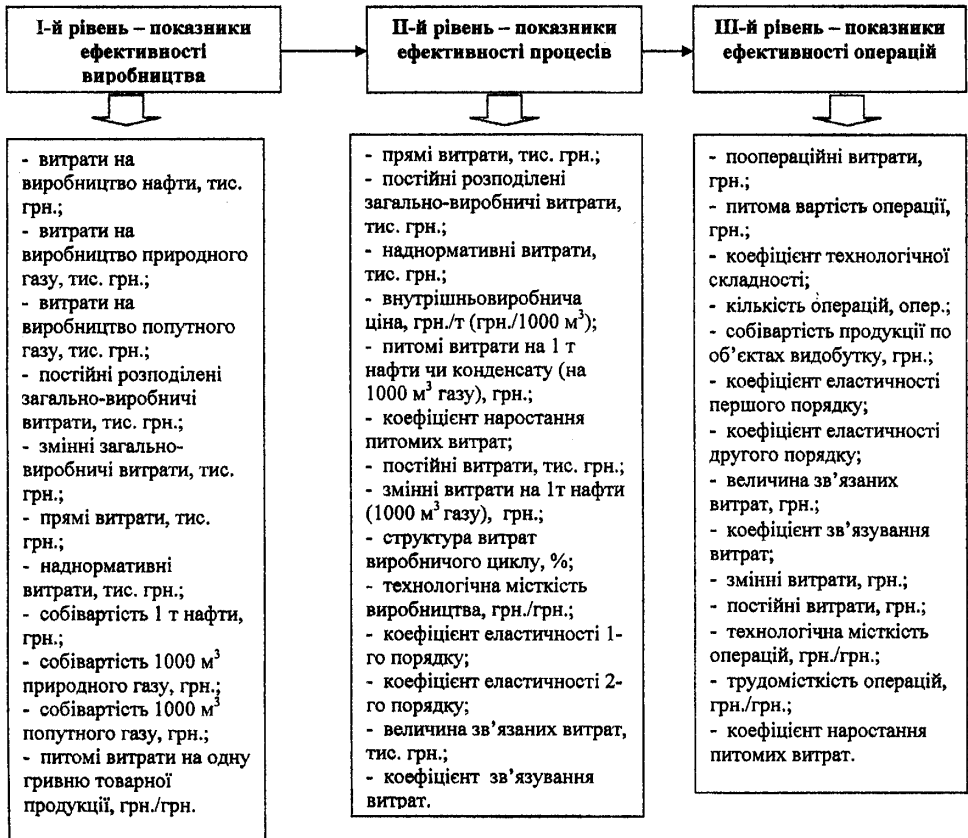 І-й рівень – показники
ефективності
виробництва
ІІ-й рівень – показники
ефективності процесів
ІІІ-й рівень – показники
ефективності операцій
- витрати на
виробництво нафти, тис.
грн.;
- витрати на
виробництво природного
газу, тис. грн.;
- витрати на
виробництво попутного
газу, тис. грн.;
- постійні розподілені
загально-виробничі
витрати, тис. грн.;
- змінні загально-
виробничі витрати, тис.
грн.;
- прямі витрати, тис.
грн.;
- наднормативні
витрати, тис. грн.;
- собівартість 1 т нафти,
грн.;
- собівартість 1000 м³
природного газу, грн.;
- собівартість 1000 м³
попутного газу, грн.;
- питомі витрати на одну
гривню товарної
продукції, грн./грн.
- прямі витрати, тис. грн.;
- постійні розподілені
загально-виробничі витрати,
тис. грн.;
- наднормативні витрати,
тис. грн.;
- внутрішньовиробнича
ціна, грн./т (грн./1000 м³);
- питомі витрати на 1 т
нафти чи конденсату (на
1000 м³ газу), грн.;
- коефіцієнт наростання
питомих витрат;
- постійні витрати, тис. грн.;
- змінні витрати на 1т нафти
(1000 м³ газу), грн.;
- структура витрат
виробничого циклу, %;
- технологічна місткість
виробництва, грн./грн.;
- коефіцієнт еластичності 1-
го порядку;
- коефіцієнт еластичності 2-
го порядку;
- величина зв’язаних витрат,
тис. грн.;
- коефіцієнт зв’язування
витрат.
- поопераційні витрати,
грн.;
- питома вартість операції,
грн.;
- коефіцієнт технологічної
складності;
- кількість операцій, опер.;
- собівартість продукції по
об’єктах видобутку, грн.;
- коефіцієнт еластичності
першого порядку;
- коефіцієнт еластичності
другого порядку;
- величина зв’язаних
витрат, грн.;
- коефіцієнт зв’язування
витрат;
- змінні витрати, грн.;
- постійні витрати, грн.;
- технологічна місткість
операцій, грн./грн.;
- трудомісткість операцій,
грн./грн.;
- коефіцієнт наростання
питомих витрат.